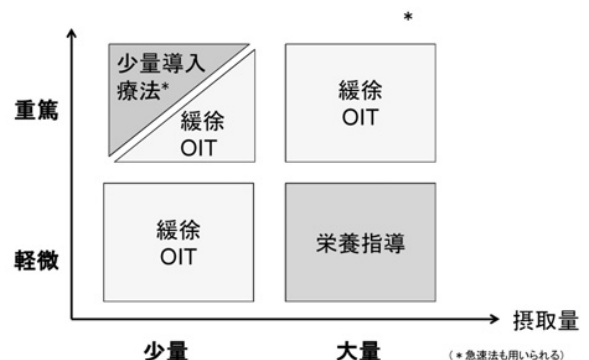 *
少量導入
療法*
緩徐
OIT
緩徐
OIT
重篤
緩徐
OIT
栄養指導
軽微
摂取量
少量
大量
(*急速法も用いられる)